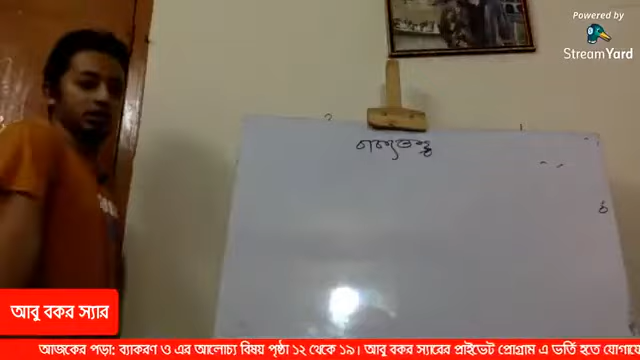 Powered by
StreamYard
আবু বকর স্যার
আজকের পড়া: ব্যাকরণ ও এর আলোচ্য বিষয় পৃষ্ঠা ১২ থেকে ১৯। আবু বকর স্যারের প্রাইভেট প্রোগ্রাম এ ভর্তি হতে যোগাযো